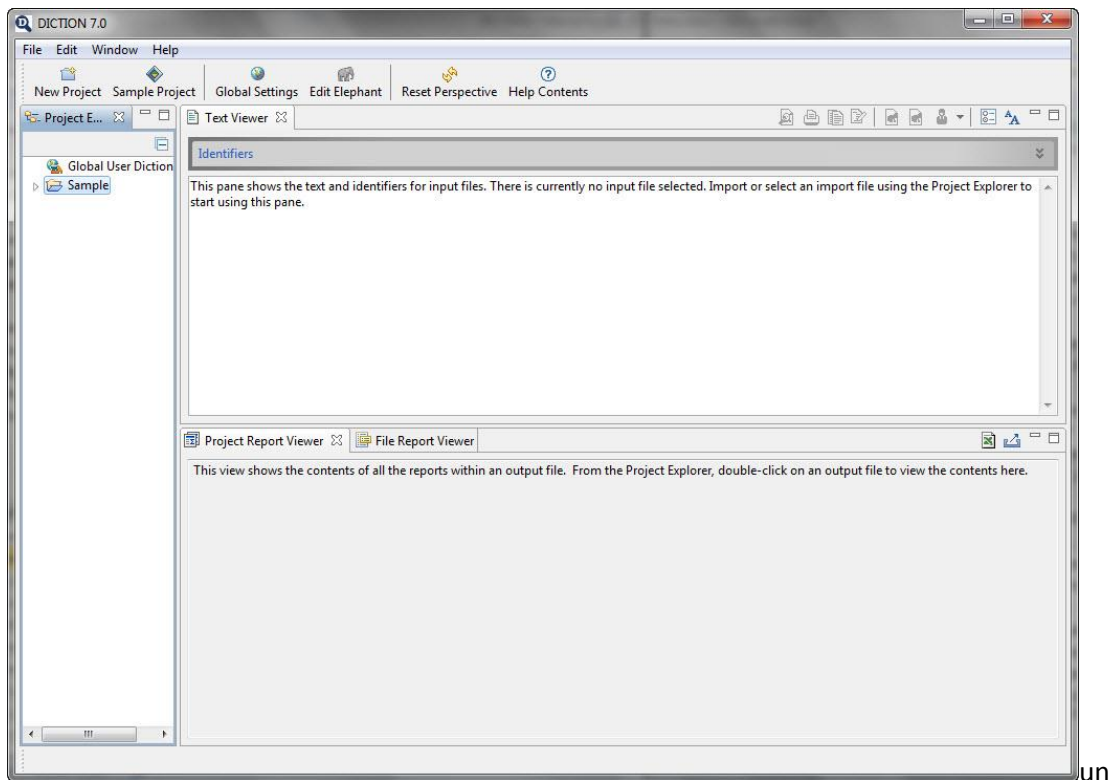 DICTION 7.0
File Edit Window Help
New Project Sample Project Global Settings Edit Elephant Reset Perspective Help Contents
Project E... Text Viewer
Identifiers
Global User Diction
Sample
This pane shows the text and identifiers for input files. There is currently no input file selected. Import or select an import file using the Project Explorer to
start using this pane.
Project Report Viewer File Report Viewer
This view shows the contents of all the reports within an output file. From the Project Explorer, double-click on an output file to view the contents here.
un